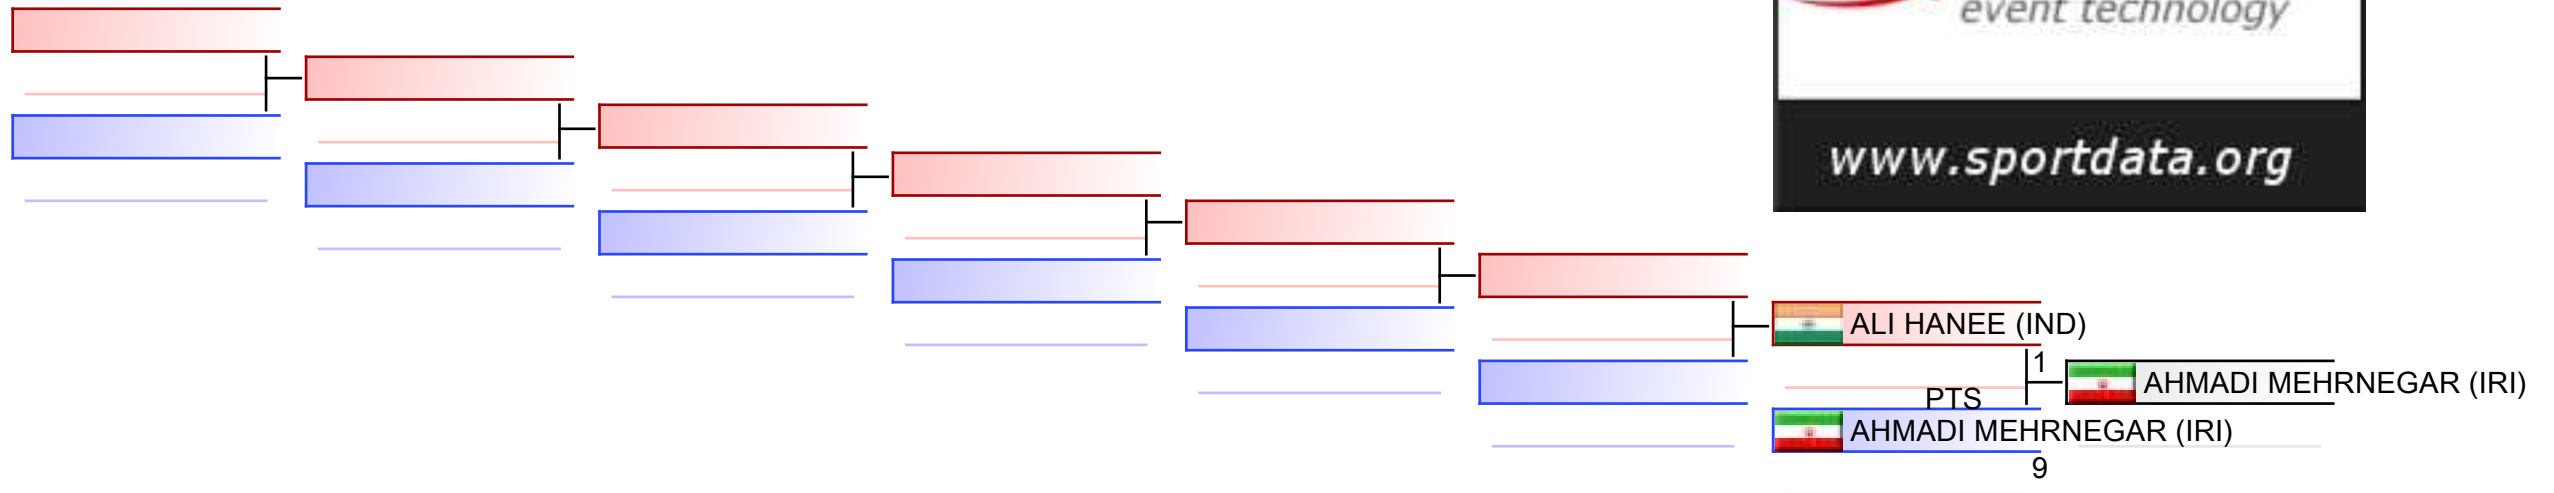 event technology
www.sportdata.org
ALI HANEE (IND)
1
PTS
AHMADI MEHRNEGAR (IRI)
AHMADI MEHRNEGAR (IRI)
9